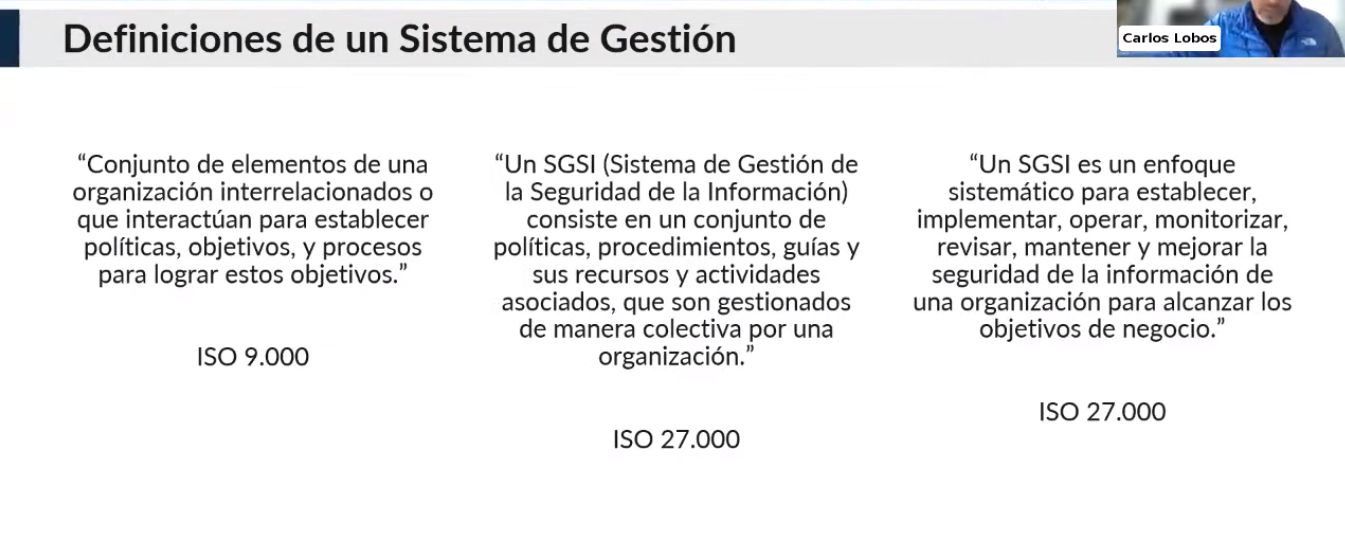 Definiciones de un Sistema de Gestión
Carlos Lobos
“Conjunto de elementos de una
organización interrelacionados o
que interactúan para establecer
políticas, objetivos, y procesos
para lograr estos objetivos.”
ISO 9.000
“Un SGSI (Sistema de Gestión de
la Seguridad de la Información)
consiste en un conjunto de
políticas, procedimientos, guías y
sus recursos y actividades
asociados, que son gestionados
de manera colectiva por una
organización.”
ISO 27.000
“Un SGSI es un enfoque
sistemático para establecer,
implementar, operar, monitorizar,
revisar, mantener y mejorar la
seguridad de la información de
una organización para alcanzar los
objetivos de negocio.”
ISO 27.000